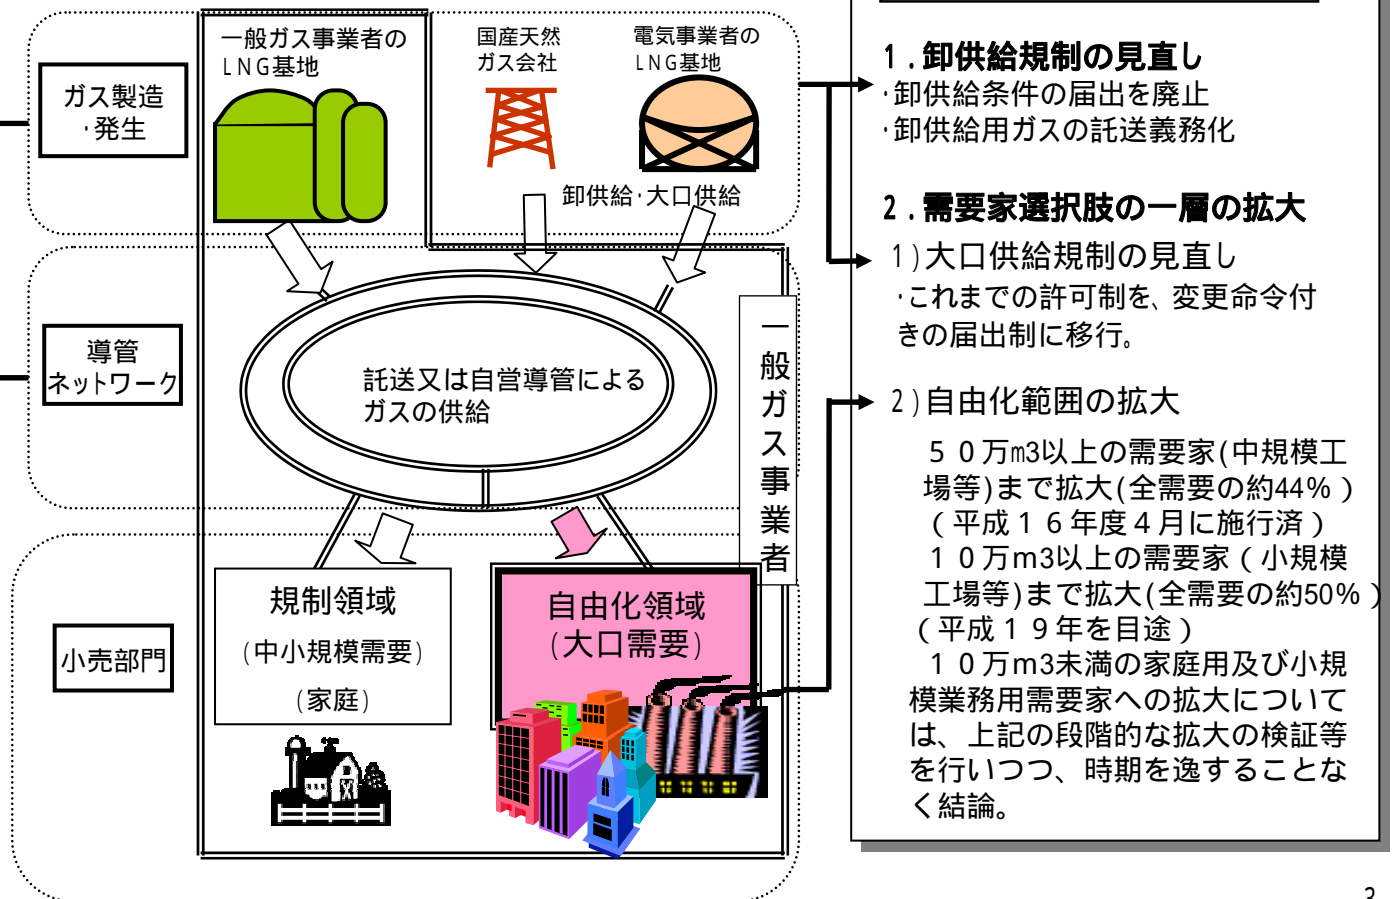 一般ガス事業者の
LNG基地
国産天然
ガス会社
電気事業者の
LNG基地
ガス製造
・発生
卸供給・大口供給
導管
ネットワーク
託送又は自営導管による
ガスの供給
一般ガス事業者
小売部門
規制領域
(中小規模需要)
(家庭)
自由化領域
(大口需要)
1.卸供給規制の見直し
・卸供給条件の届出を廃止
・卸供給用ガスの託送義務化
2.需要家選択肢の一層の拡大
1)大口供給規制の見直し
・これまでの許可制を、変更命令付
きの届出制に移行。
2)自由化範囲の拡大
50万m3以上の需要家(中規模工
場等)まで拡大(全需要の約44%)
(平成16年度4月に施行済)
10万m3以上の需要家(小規模
工場等)まで拡大(全需要の約50%)
(平成19年を目途)
10万m3未満の家庭用及び小規
模業務用需要家への拡大について
は、上記の段階的な拡大の検証等
を行いつつ、時期を逸することな
く結論。
3